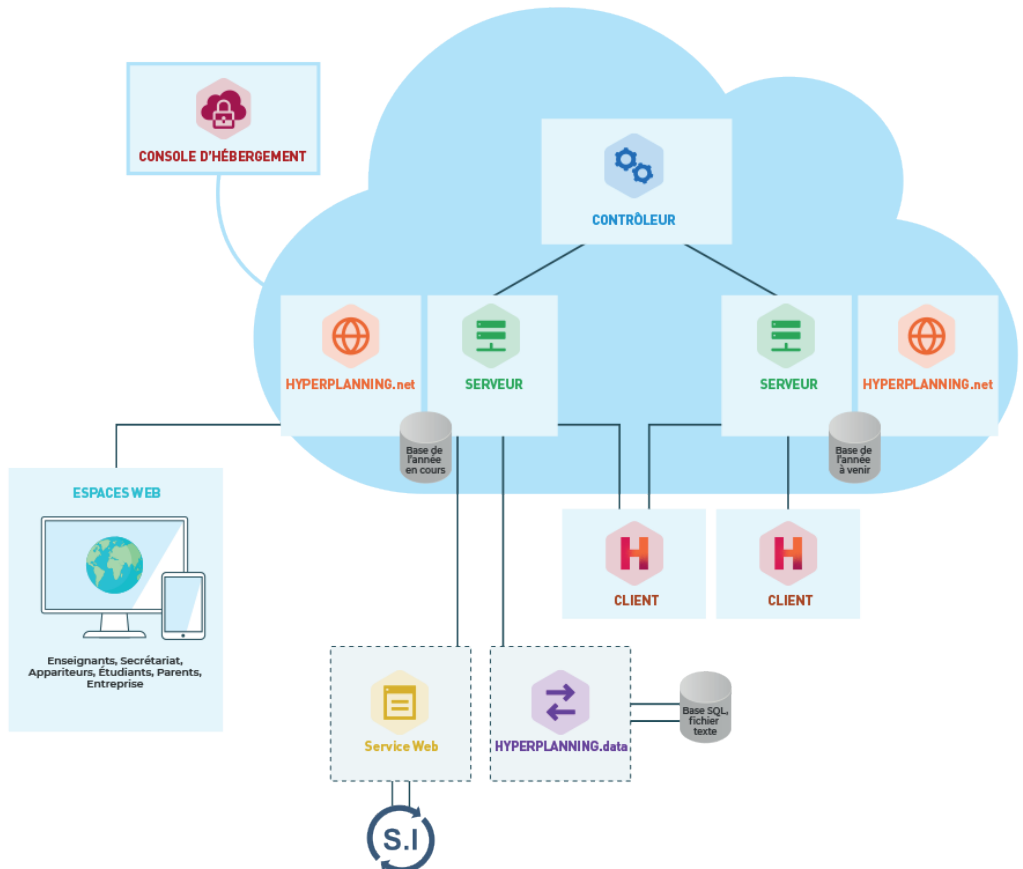 CONSOLE D'HÉBERGEMENT
CONTRÔLEUR
HYPERPLANNING.net
SERVEUR
SERVEUR
HYPERPLANNING.net
Base de
l'année
en cours
Base de
l'année
à venir
ESPACES WEB
Enseignants, Secrétariat,
Appariteurs, Étudiants, Parents,
Entreprise
H
CLIENT
H
CLIENT
Service Web
HYPERPLANNING.data
Base SQL,
fichier
texte
S.I